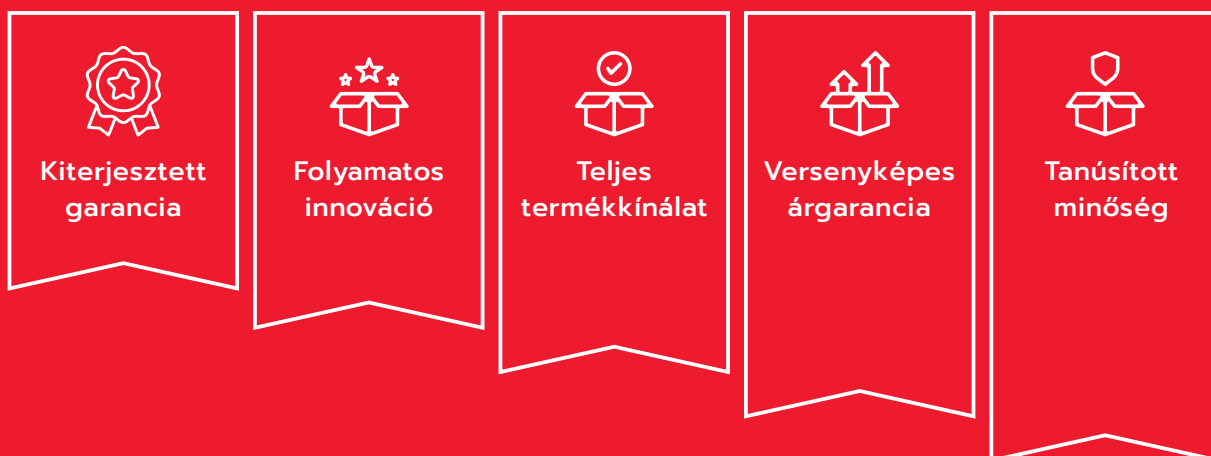 Kiterjesztett
garancia
Folyamatos
innováció
Teljes
termékkínálat
Versenyképes
árgarancia
Tanúsított
minőség